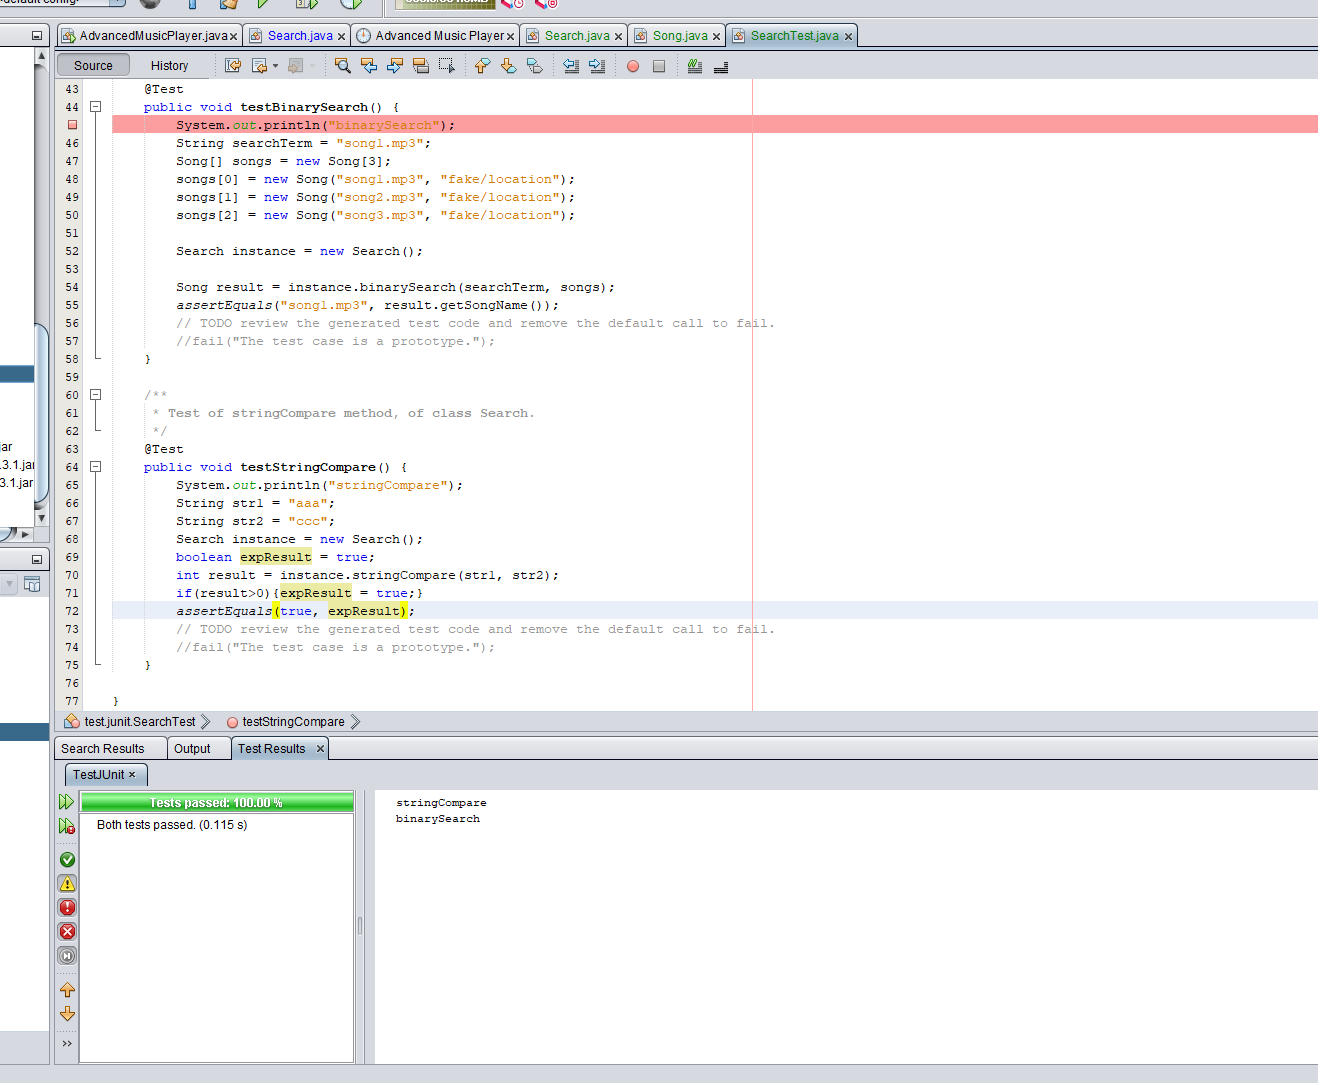 AdvancedMusicPlayer.java
Search.java
Advanced Music Player
Search.java
Song.java
SearchTest.java
Source
History
43 @Test
44 public void testBinarySearch() {
System.out.println("binarySearch");
46 String searchTerm = "song1.mp3";
47 Song[] songs = new Song[3];
48 songs[0] = new Song("song1.mp3", "fake/location");
49 songs[1] = new Song("song2.mp3", "fake/location");
50 songs[2] = new Song("song3.mp3", "fake/location");
51
52 Search instance = new Search();
53
54 Song result = instance.binarySearch(searchTerm, songs);
55 assertEquals("song1.mp3", result.getSongName());
56 // TODO review the generated test code and remove the default call to fail.
57 //fail("The test case is a prototype.");
58 }
59
60 /**
61 * Test of stringCompare method, of class Search.
62 */
63 @Test
64 public void testStringCompare() {
65 System.out.println("stringCompare");
66 String str1 = "aaa";
67 String str2 = "ccc";
68 Search instance = new Search();
69 boolean expResult = true;
70 int result = instance.stringCompare(str1, str2);
71 if(result>0){expResult = true;}
72 assertEquals(true, expResult);
73 // TODO review the generated test code and remove the default call to fail.
74 //fail("The test case is a prototype.");
75 }
76
77 }
jar
.3.1.jar
3.1.jar
test.junit.SearchTest
testStringCompare
Search Results
Output
Test Results
TestJUnit
Tests passed: 100.00 %
Both tests passed. (0.115 s)
stringCompare
binarySearch